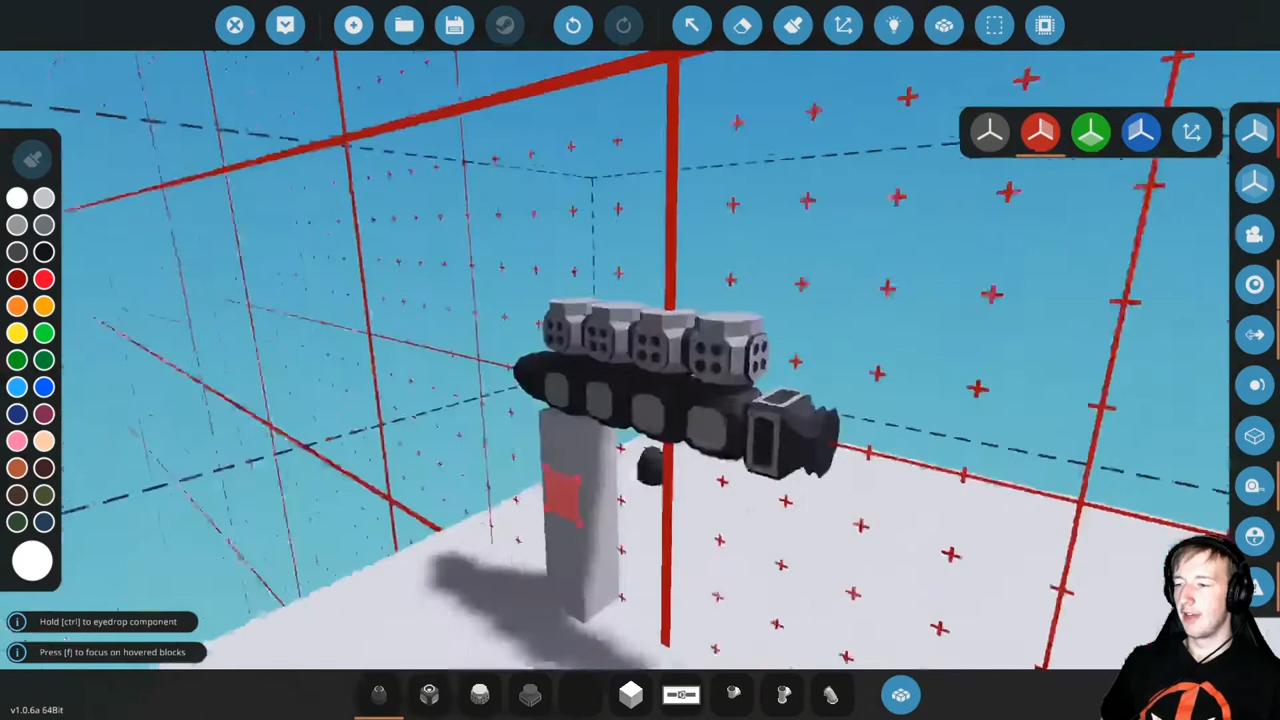 Hold [ctrl] to eyedrop component
Press [f] to focus on hovered blocks
v1.0.6a 64Bit